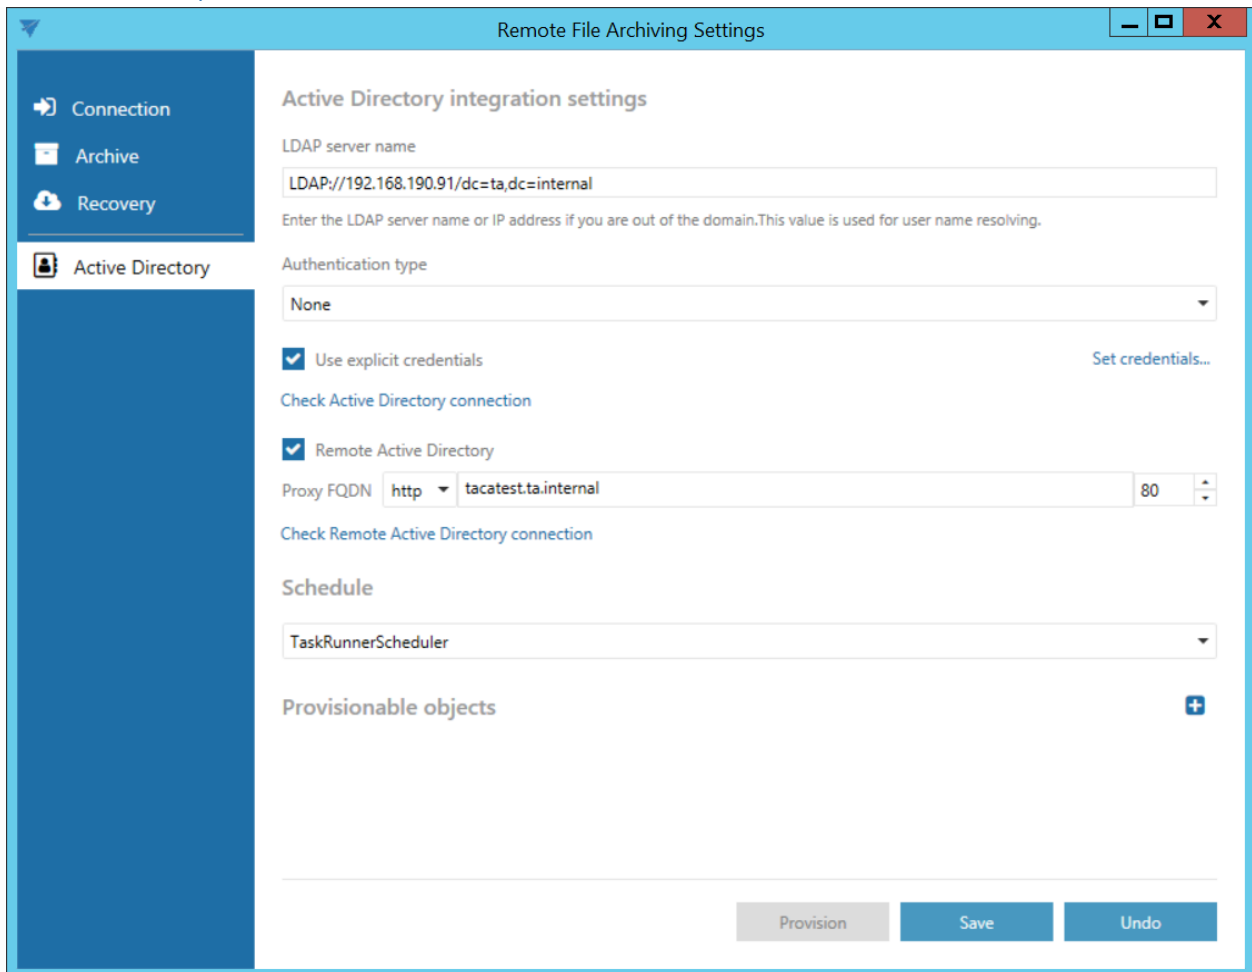 Remote File Archiving Settings
Connection
Archive
Recovery
Active Directory
Active Directory integration settings
LDAP server name
LDAP://192.168.190.91/dc=ta,dc=internal
Enter the LDAP server name or IP address if you are out of the domain.This value is used for user name resolving.
Authentication type
None
Use explicit credentials Set credentials...
Check Active Directory connection
Remote Active Directory
Proxy FQDN http tacatest.ta.internal 80
Check Remote Active Directory connection
Schedule
TaskRunnerScheduler
Provisionable objects
Provision Save Undo